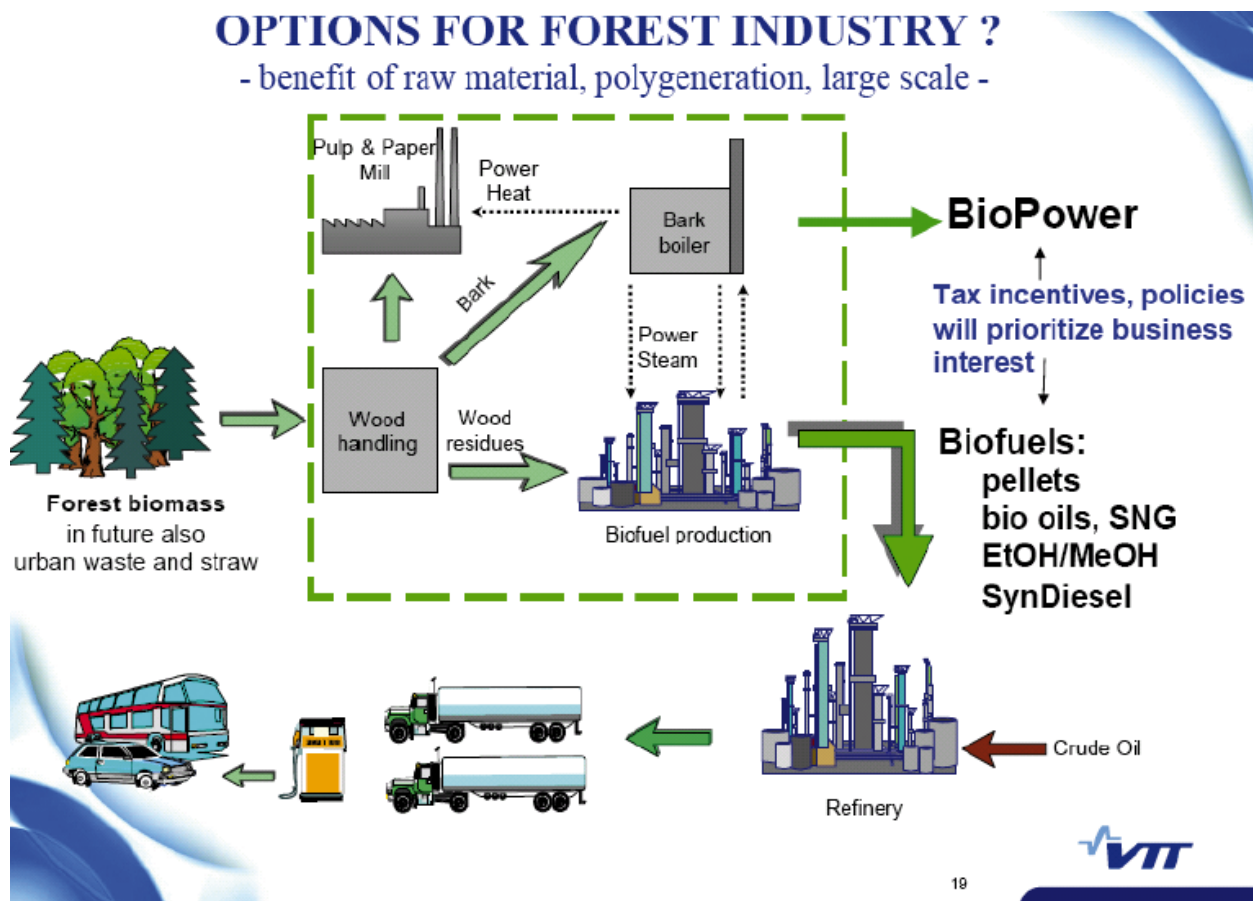 OPTIONS FOR FOREST INDUSTRY ?
- benefit of raw material, polygeneration, large scale -
Pulp & Paper
Mill
Power
Heat
Bark
boiler
BioPower
Bark
Tax incentives, policies
will prioritize business
interest
Power
Steam
Wood
handling
Wood
residues
Biofuel production
Forest biomass
in future also
urban waste and straw
Biofuels:
pellets
bio oils, SNG
EtOH/MeOH
SynDiesel
Crude Oil
Refinery
VTT
19